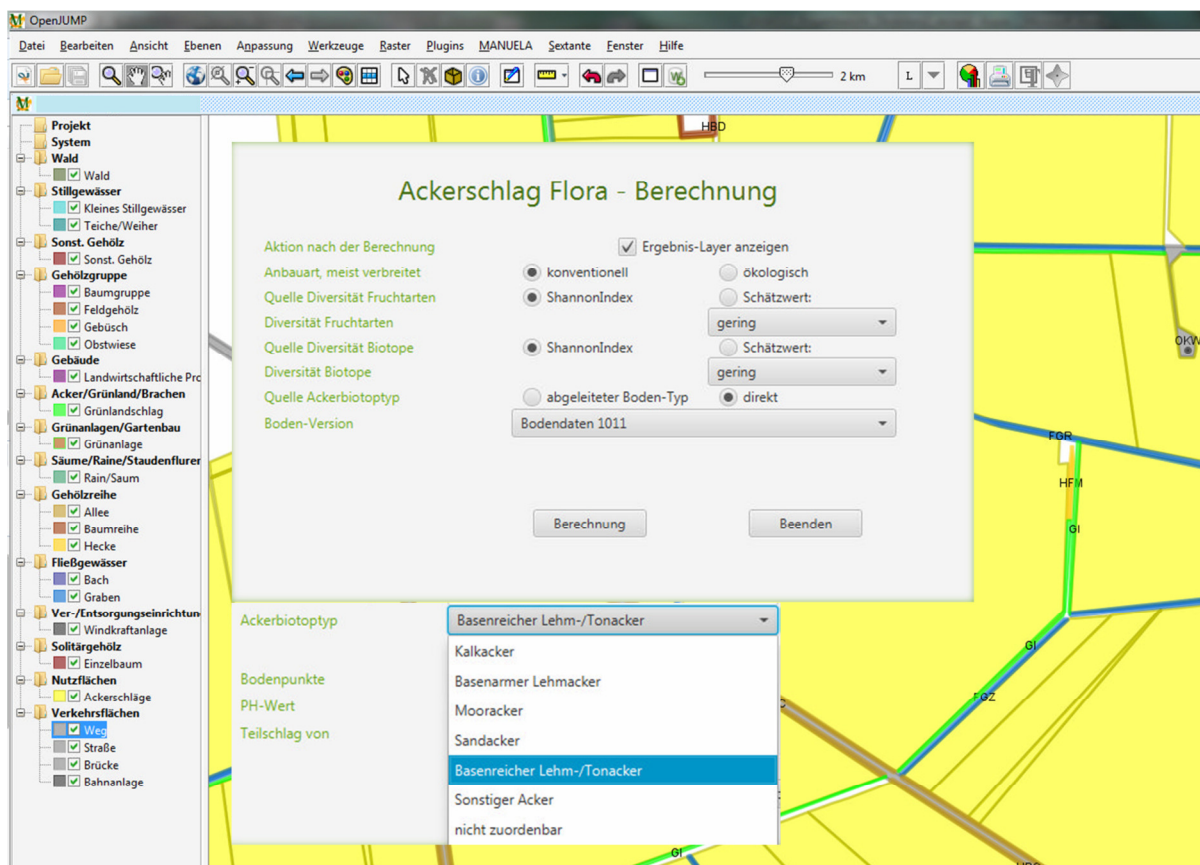 OpenJUMP
Datei Bearbeiten Ansicht Ebenen Anpassung Werkzeuge Raster Plugins MANUELA Sextante Fenster Hilfe
2 km L
Projekt
System
Wald
Wald
Stillgewässer
Kleines Stillgewässer
Teiche/Weiher
Sonst. Gehölz
Sonst. Gehölz
Gehölzgruppe
Baumgruppe
Feldgehölz
Gebüsch
Obstwiese
Gebäude
Landwirtschaftliche Pro
Acker/Grünland/Brachen
Grünlandschlag
Grünanlagen/Gartenbau
Grünanlage
Säume/Raine/Staudenfluren
Rain/Saum
Gehölzreihe
Allee
Baumreihe
Hecke
Fließgewässer
Bach
Graben
Ver-/Entsorgungseinrichtun
Windkraftanlage
Solitärgehölz
Einzelbaum
Nutzflächen
Ackerschläge
Verkehrsflächen
Weg
Straße
Brücke
Bahnanlage
HBD
Ackerschlag Flora - Berechnung
Aktion nach der Berechnung Ergebnis-Layer anzeigen
Anbauart, meist verbreitet konventionell ökologisch
Quelle Diversität Fruchtarten ShannonIndex Schätzwert:
Diversität Fruchtarten gering
Quelle Diversität Biotope ShannonIndex Schätzwert:
Diversität Biotope gering
Quelle Ackerbiotoptyp abgeleiteter Boden-Typ direkt
Boden-Version Bodendaten 1011
Berechnung Beenden
Ackerbiotoptyp Basenreicher Lehm-/Tonacker
Kalkacker
Basenarmer Lehmacker
Mooracker
Sandacker
Basenreicher Lehm-/Tonacker
Sonstiger Acker
nicht zuordenbar
Bodenpunkte
PH-Wert
Teilschlag von
OKW
FGR
HFM
GI
GI
FGZ
GI